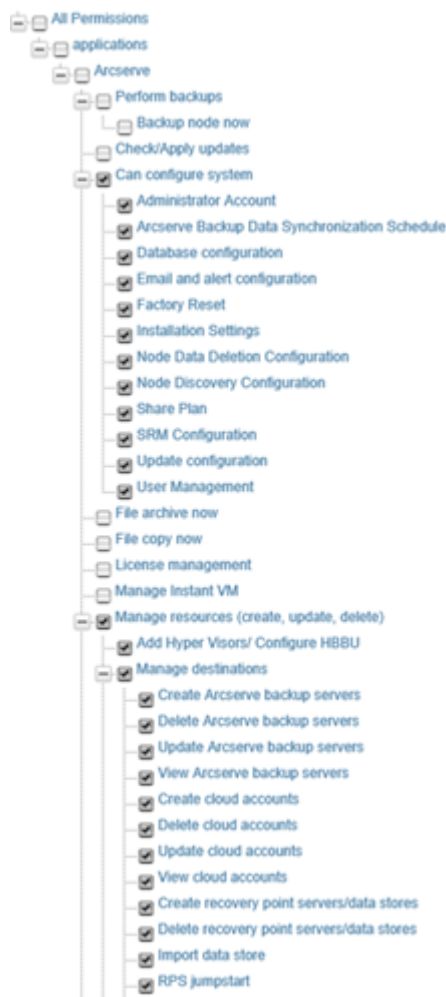 All Permissions
applications
Arcserve
Perform backups
Backup node now
Check/Apply updates
Can configure system
Administrator Account
Arcserve Backup Data Synchronization Schedule
Database configuration
Email and alert configuration
Factory Reset
Installation Settings
Node Data Deletion Configuration
Node Discovery Configuration
Share Plan
SRM Configuration
Update configuration
User Management
File archive now
File copy now
License management
Manage Instant VM
Manage resources (create, update, delete)
Add Hyper Visors/ Configure HBBU
Manage destinations
Create Arcserve backup servers
Delete Arcserve backup servers
Update Arcserve backup servers
View Arcserve backup servers
Create cloud accounts
Delete cloud accounts
Update cloud accounts
View cloud accounts
Create recovery point servers/data stores
Delete recovery point servers/data stores
Import data store
RPS jumpstart